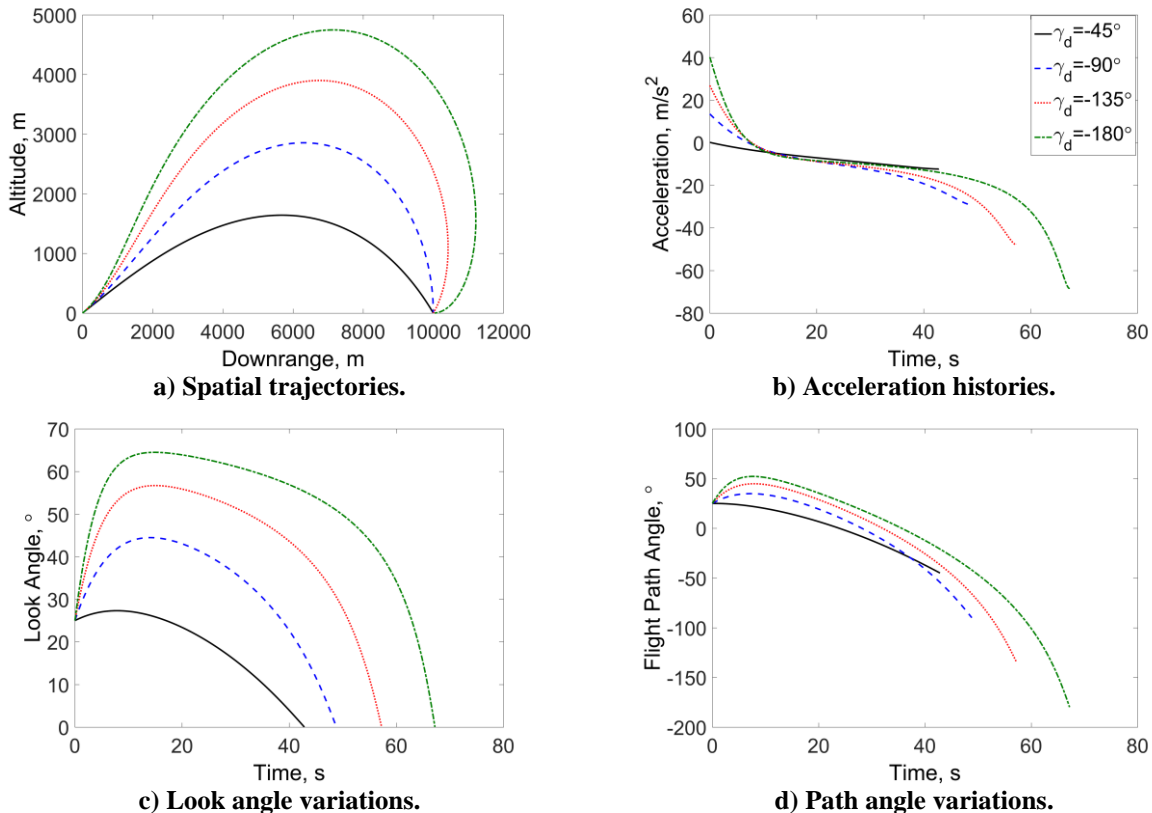 5000
4000
3000
2000
1000
0
Altitude, m
0 2000 4000 6000 8000 10000 12000
Downrange, m
a) Spatial trajectories.
60
40
20
0
-20
-40
-60
-80
Acceleration, m/s²
γd=-45°
γd=-90°
γd=-135°
γd=-180°
0 20 40 60 80
Time, s
b) Acceleration histories.
70
60
50
40
30
20
10
0
Look Angle, °
0 20 40 60 80
Time, s
c) Look angle variations.
100
50
0
-50
-100
-150
-200
Flight Path Angle, °
0 20 40 60 80
Time, s
d) Path angle variations.